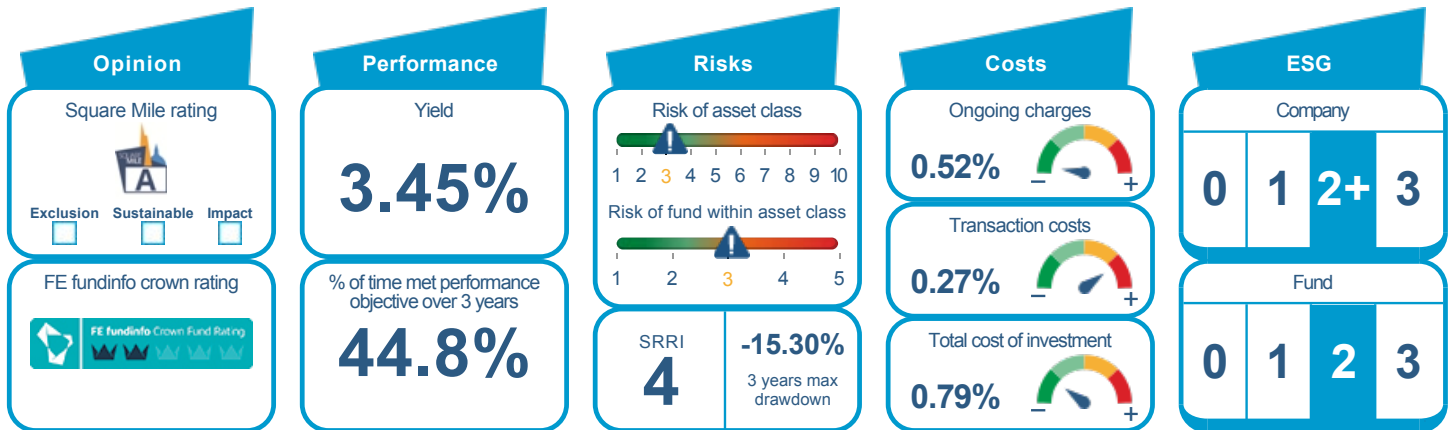 Opinion
Square Mile rating
SQUARE
MILE
A
Exclusion Sustainable Impact
FE fundinfo crown rating
FE fundinfo Crown Fund Rating
Performance
Yield
3.45%
% of time met performance
objective over 3 years
44.8%
Risks
Risk of asset class
1 2 3 4 5 6 7 8 9 10
Risk of fund within asset class
1 2 3 4 5
SRRI
4
-15.30%
3 years max
drawdown
Costs
Ongoing charges
0.52%
− +
Transaction costs
0.27%
− +
Total cost of investment
0.79%
− +
ESG
Company
0 1 2+ 3
Fund
0 1 2 3